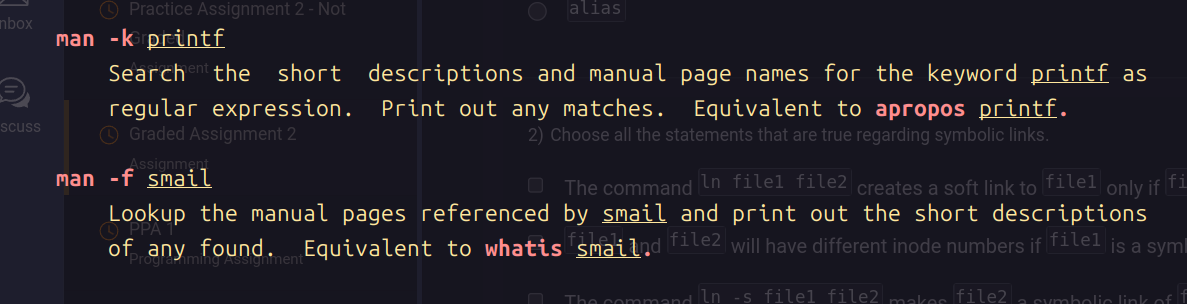 Practice Assignment 2 - Not
Graded
Assignment
nbox
scuss
alias
man -k printf
Search the short descriptions and manual page names for the keyword printf as
regular expression. Print out any matches. Equivalent to apropos printf.
Graded Assignment 2
Assignment
2) Choose all the statements that are true regarding symbolic links.
man -f smail
The command ln file1 file2 creates a soft link to file1 only if fi
Lookup the manual pages referenced by smail and print out the short descriptions
of any found. Equivalent to whatis smail.
PPA 1
Programming Assignment
file1 and file2 will have different inode numbers if file1 is a symb
The command ln -s file1 file2 makes file2 a symbolic link of f